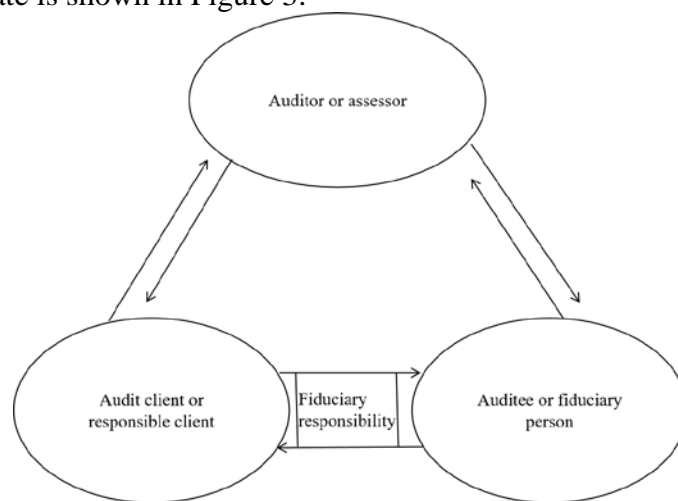 ate is shown in Figure 3.
Auditor or assessor
Audit client or
responsible client
Fiduciary
responsibility
Auditee or fiduciary
person